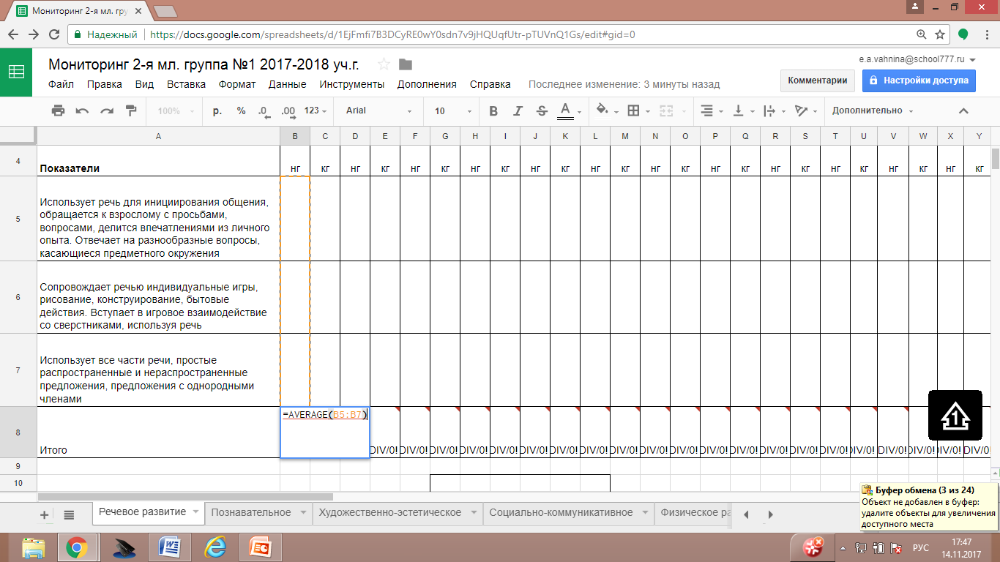 Мониторинг 2-я мл. гру
Надежный
https://docs.google.com/spreadsheets/d/1EjFmfi7B3DCyRE0wY0sdn7v9jHQUqfUtr-pTUVnQ1Gs/edit#gid=0
Мониторинг 2-я мл. группа №1 2017-2018 уч.г.
e.a.vahnina@school777.ru
Файл Правка Вид Вставка Формат Данные Инструменты Дополнения Справка Последнее изменение: 3 минуты назад
Комментарии Настройки доступа
100% р. % .0 .00 123 Arial 10 B I S A Дополнительно
A B C D E F G H I J K L M N O P Q R S T U V W X Y
4 Показатели нг кг нг кг нг кг нг кг нг кг нг кг нг кг нг кг нг кг нг кг нг кг нг кг
Использует речь для инициирования общения,
обращается к взрослому с просьбами,
5 вопросами, делится впечатлениями из личного
опыта. Отвечает на разнообразные вопросы,
касающиеся предметного окружения
Сопровождает речью индивидуальные игры,
6 рисование, конструирование, бытовые
действия. Вступает в игровое взаимодействие
со сверстниками, используя речь
Использует все части речи, простые
7 распространенные и нераспространенные
предложения, предложения с однородными
членами
=AVERAGE(B5:B7)
1
8
Итого DIV/0! DIV/0! DIV/0! DIV/0! DIV/0! DIV/0! DIV/0! DIV/0! DIV/0! DIV/0! DIV/0! DIV/0! DIV/0! DIV/0! DIV/0! DIV/0! DIV/0! DIV/0! DIV/0! DIV/0! DIV/0
9
10
Буфер обмена (3 из 24)
Объект не добавлен в буфер:
удалите объекты для увеличения
доступного места
Речевое развитие Познавательное Художественно-эстетическое Социально-коммуникативное Физическое ра
РУС
17:47
14.11.2017